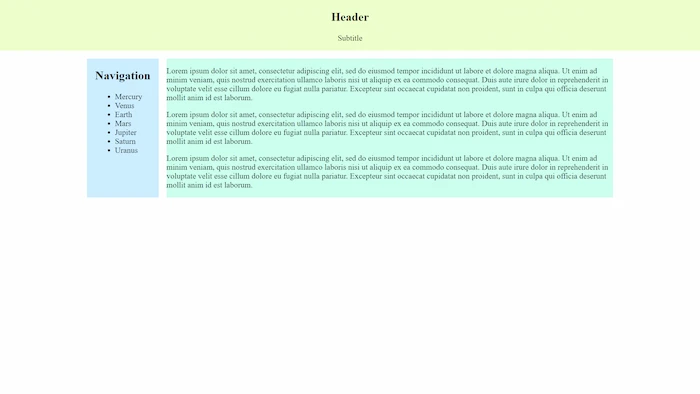 Header
Subtitle
Navigation
Mercury
Venus
Earth
Mars
Jupiter
Saturn
Uranus
Lorem ipsum dolor sit amet, consectetur adipiscing elit, sed do eiusmod tempor incididunt ut labore et dolore magna aliqua. Ut enim ad
minim veniam, quis nostrud exercitation ullamco laboris nisi ut aliquip ex ea commodo consequat. Duis aute irure dolor in reprehenderit in
voluptate velit esse cillum dolore eu fugiat nulla pariatur. Excepteur sint occaecat cupidatat non proident, sunt in culpa qui officia deserunt
mollit anim id est laborum.
Lorem ipsum dolor sit amet, consectetur adipiscing elit, sed do eiusmod tempor incididunt ut labore et dolore magna aliqua. Ut enim ad
minim veniam, quis nostrud exercitation ullamco laboris nisi ut aliquip ex ea commodo consequat. Duis aute irure dolor in reprehenderit in
voluptate velit esse cillum dolore eu fugiat nulla pariatur. Excepteur sint occaecat cupidatat non proident, sunt in culpa qui officia deserunt
mollit anim id est laborum.
Lorem ipsum dolor sit amet, consectetur adipiscing elit, sed do eiusmod tempor incididunt ut labore et dolore magna aliqua. Ut enim ad
minim veniam, quis nostrud exercitation ullamco laboris nisi ut aliquip ex ea commodo consequat. Duis aute irure dolor in reprehenderit in
voluptate velit esse cillum dolore eu fugiat nulla pariatur. Excepteur sint occaecat cupidatat non proident, sunt in culpa qui officia deserunt
mollit anim id est laborum.